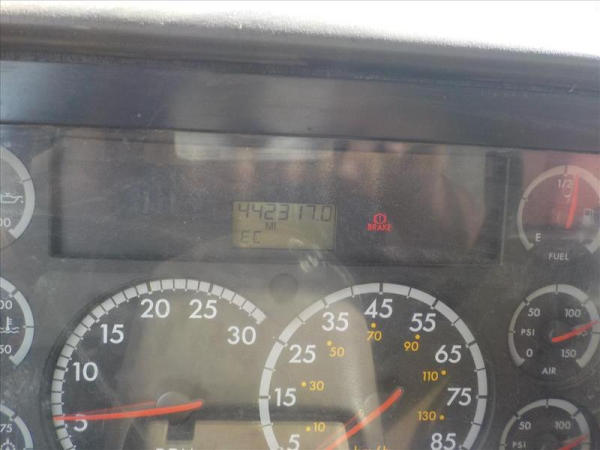 442317.0
MI
EC
BRAKE
1/2
E
FUEL
5 10 15 20 25 30
5 15 25 35 45 55 65 75 85
10 30 50 70 90 110 130
0 50 100 150
PSI
AIR
50 100
PSI